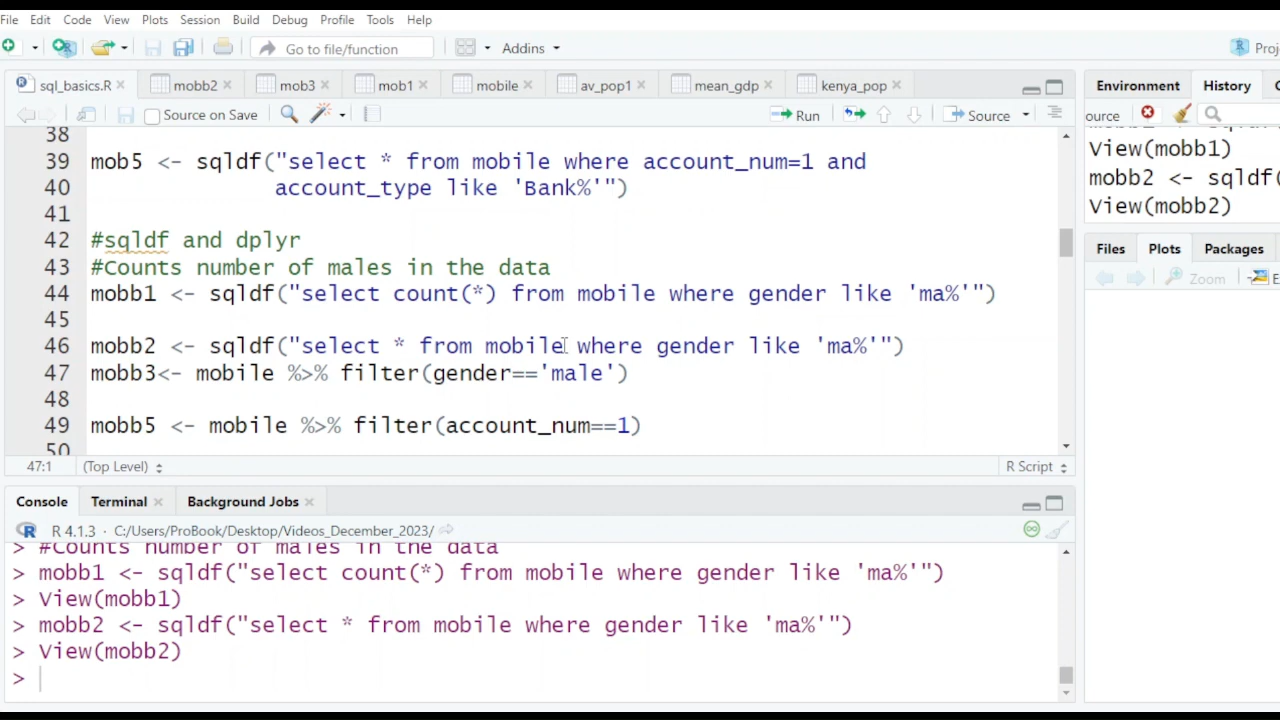 File Edit Code View Plots Session Build Debug Profile Tools Help
Go to file/function Addins
sql_basics.R mobb2 mob3 mob1 mobile av_pop1 mean_gdp kenya_pop
Source on Save Run Source
38
39 mob5 <- sqldf("select * from mobile where account_num=1 and
40 account_type like 'Bank%'")
41
42 #sqldf and dplyr
43 #Counts number of males in the data
44 mobb1 <- sqldf("select count(*) from mobile where gender like 'ma%'")
45
46 mobb2 <- sqldf("select * from mobile where gender like 'ma%'")
47 mobb3<- mobile %>% filter(gender=='male')
48
49 mobb5 <- mobile %>% filter(account_num==1)
50
47:1 (Top Level) R Script
Console Terminal Background Jobs
R 4.1.3 · C:/Users/ProBook/Desktop/Videos_December_2023/
> #Counts number of males in the data
> mobb1 <- sqldf("select count(*) from mobile where gender like 'ma%'")
> View(mobb1)
> mobb2 <- sqldf("select * from mobile where gender like 'ma%'")
> View(mobb2)
>
Environment History
View(mobb1)
mobb2 <- sqldf(
View(mobb2)
Files Plots Packages
Zoom